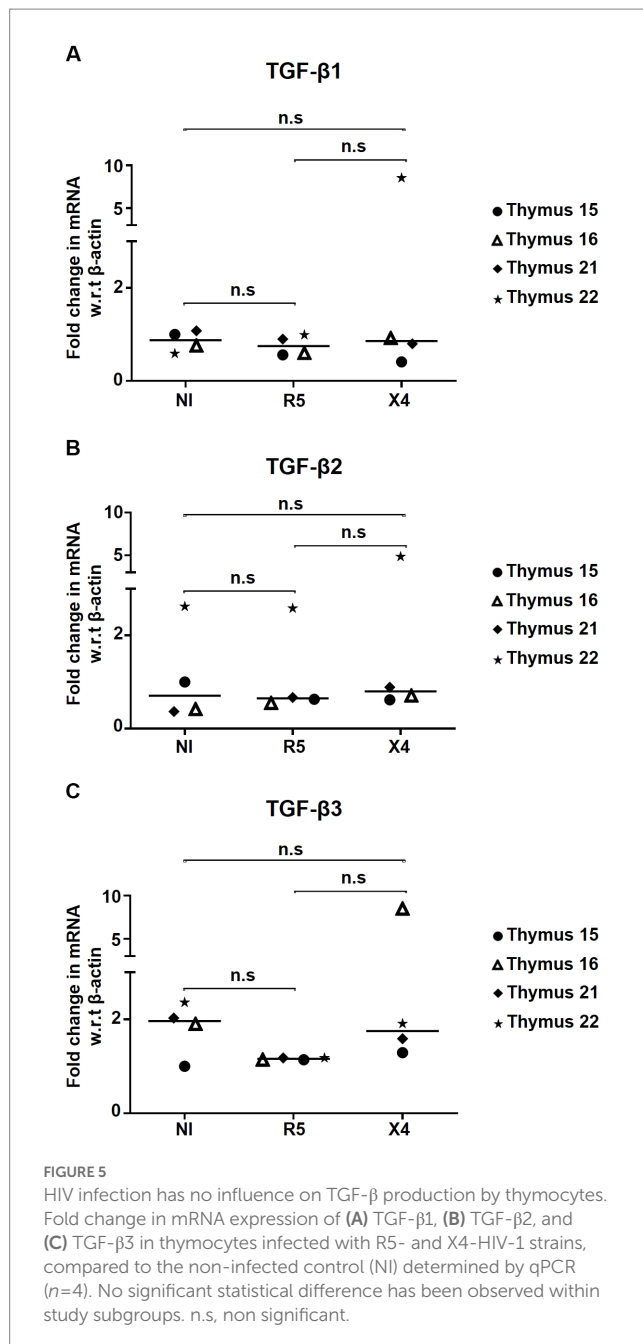 A
TGF-β1
n.s
n.s
n.s
10
5
2
0
Fold change in mRNA
w.r.t β-actin
NI
R5
X4
Thymus 15
Thymus 16
Thymus 21
Thymus 22
B
TGF-β2
n.s
n.s
n.s
10
5
2
0
Fold change in mRNA
w.r.t β-actin
NI
R5
X4
Thymus 15
Thymus 16
Thymus 21
Thymus 22
C
TGF-β3
n.s
n.s
n.s
10
5
2
0
Fold change in mRNA
w.r.t β-actin
NI
R5
X4
Thymus 15
Thymus 16
Thymus 21
Thymus 22
FIGURE 5
HIV infection has no influence on TGF-β production by thymocytes.
Fold change in mRNA expression of (A) TGF-β1, (B) TGF-β2, and
(C) TGF-β3 in thymocytes infected with R5- and X4-HIV-1 strains,
compared to the non-infected control (NI) determined by qPCR
(n=4). No significant statistical difference has been observed within
study subgroups. n.s, non significant.